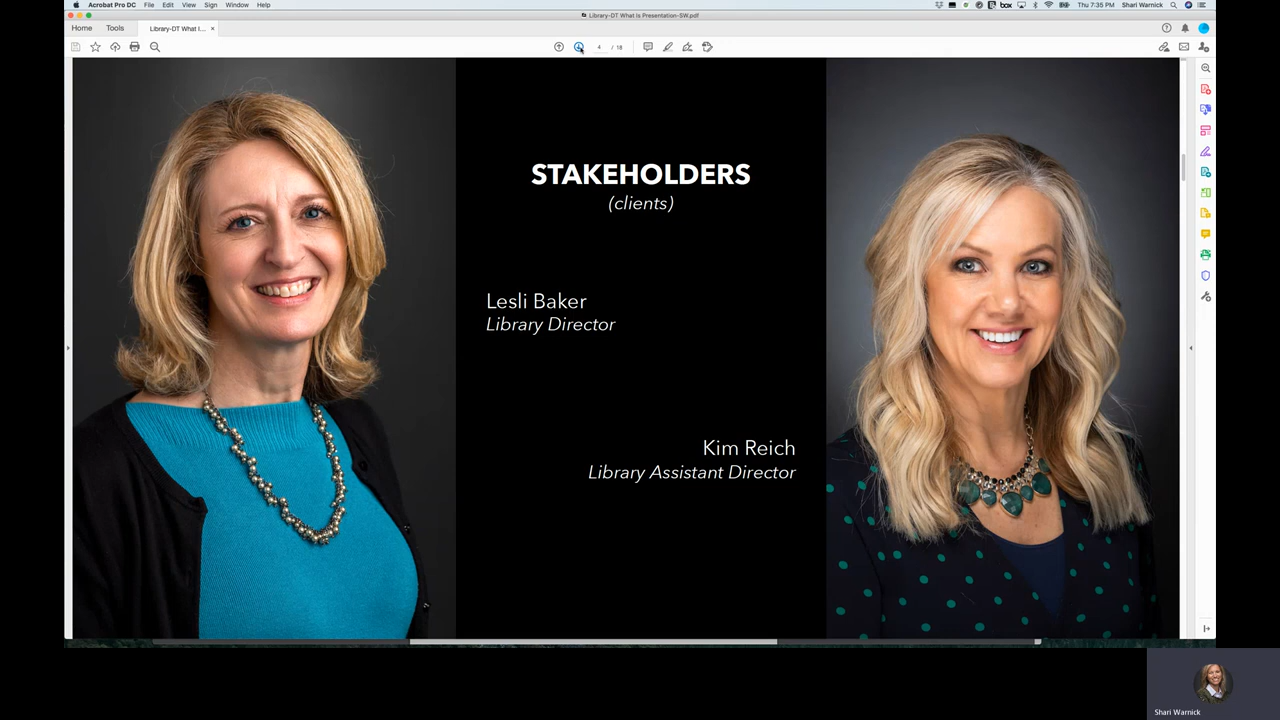 Acrobat Pro DC File Edit View Sign Window Help
Thu 7:35 PM Shari Warnick
Library-DT What is Presentation-SW.pdf
Home Tools Library-DT What I... ×
4 / 18
box
STAKEHOLDERS
(clients)
Lesli Baker
Library Director
Kim Reich
Library Assistant Director
Shari Warnick